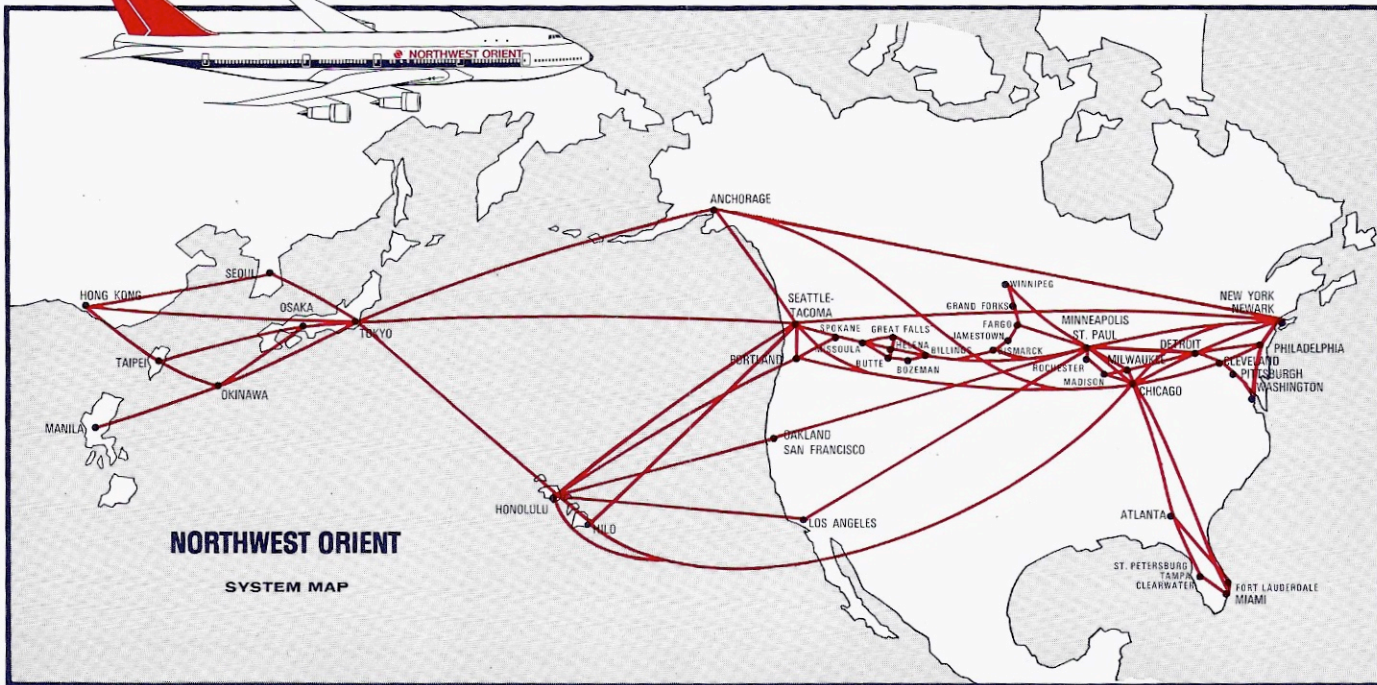 NORTHWEST ORIENT
ANCHORAGE
SEOUL
HONG KONG
OSAKA
TOKYO
TAIPEI
OKINAWA
MANILA
SEATTLE-
TACOMA
SPOKANE
GREAT FALLS
MISSOULA
HELENA
PORTLAND
BUTTE
BILLINGS
BOZEMAN
WINNIPEG
GRAND FORKS
FARGO
JAMESTOWN
BISMARCK
MINNEAPOLIS
ST. PAUL
ROCHESTER
MILWAUKEE
MADISON
DETROIT
CHICAGO
NEW YORK
NEWARK
PHILADELPHIA
CLEVELAND
PITTSBURGH
WASHINGTON
OAKLAND
SAN FRANCISCO
HONOLULU
HILO
LOS ANGELES
ATLANTA
ST. PETERSBURG
TAMPA
CLEARWATER
FORT LAUDERDALE
MIAMI
NORTHWEST ORIENT
SYSTEM MAP